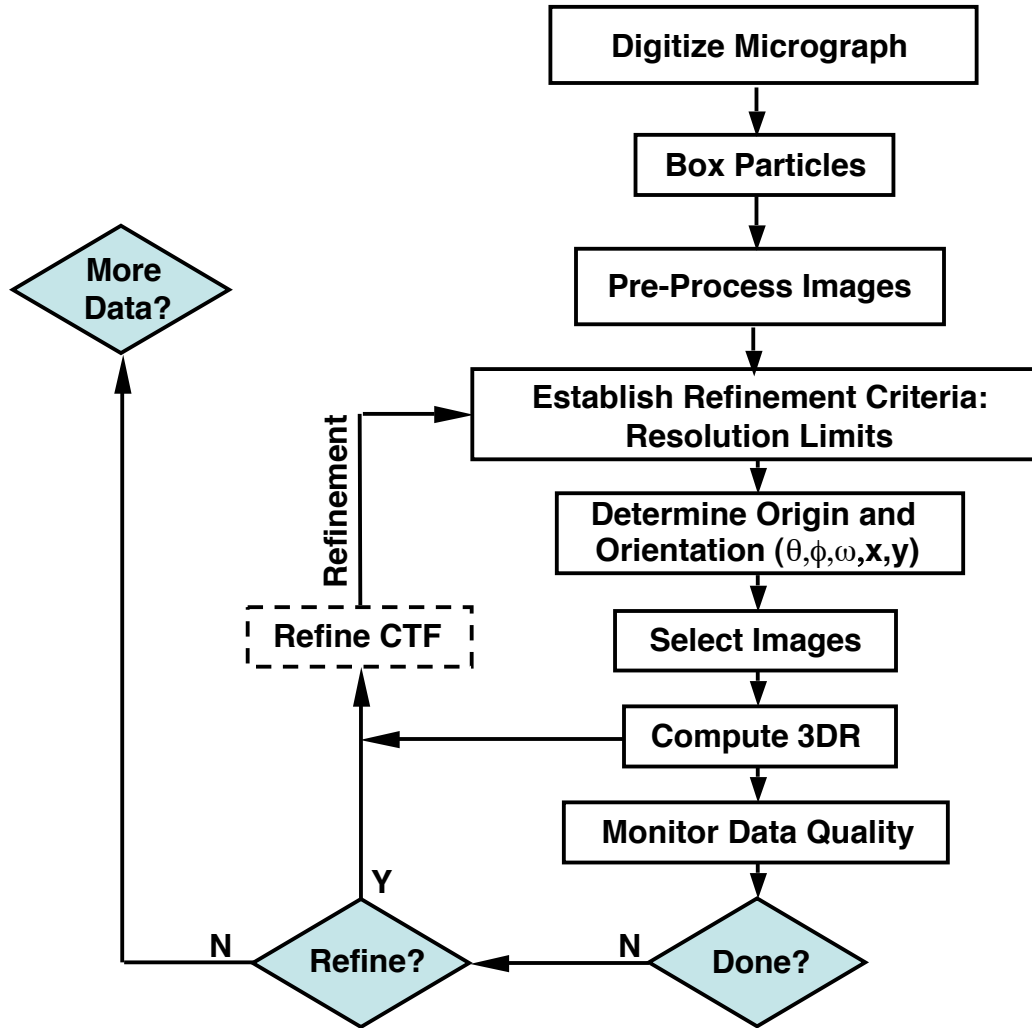 Digitize Micrograph
Box Particles
More
Data?
Pre-Process Images
Establish Refinement Criteria:
Resolution Limits
Refinement
Determine Origin and
Orientation (θ,ϕ,ω,x,y)
Refine CTF
Select Images
Compute 3DR
Monitor Data Quality
Y
N
Refine?
N
Done?